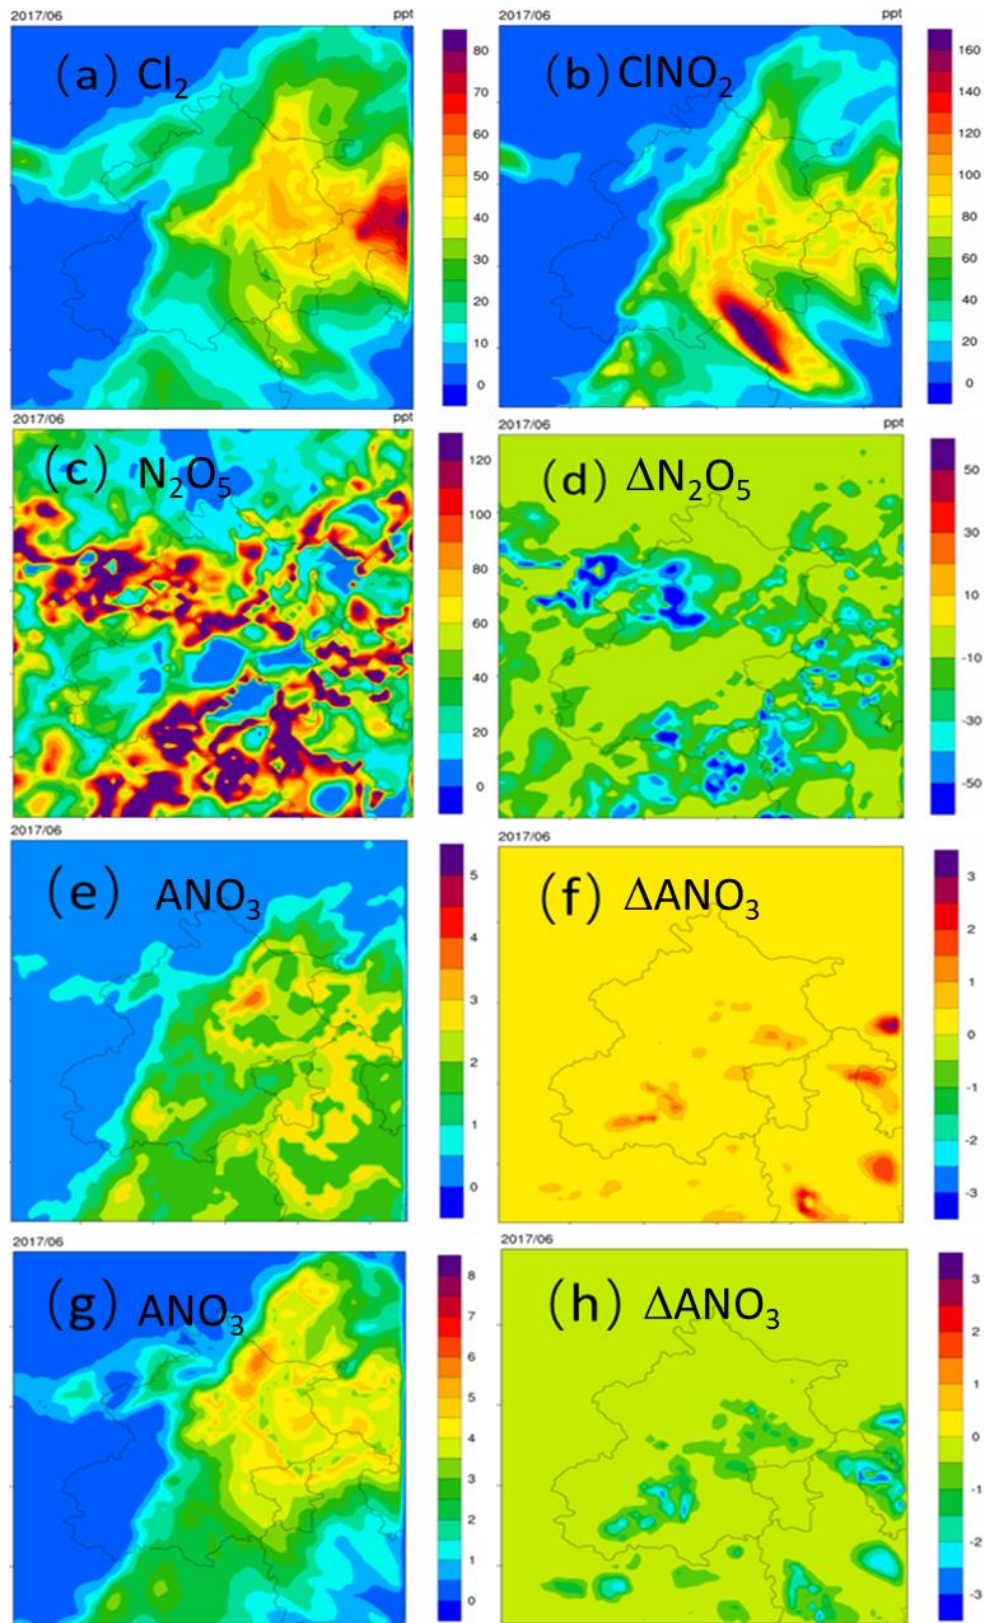 2017/06 ppt 2017/06 ppt
(a) Cl₂ (b) ClNO₂
80 70 60 50 40 30 20 10 0
160 140 120 100 80 60 40 20 0
2017/06 ppt 2017/06 ppt
(c) N₂O₅ (d) ΔN₂O₅
120 100 80 60 40 20 0
50 30 10 -10 -30 -50
2017/06 2017/06
(e) ANO₃ (f) ΔANO₃
5 4 3 2 1 0
3 2 1 0 -1 -2 -3
2017/06 2017/06
(g) ANO₃ (h) ΔANO₃
8 7 6 5 4 3 2 1 0
3 2 1 0 -1 -2 -3